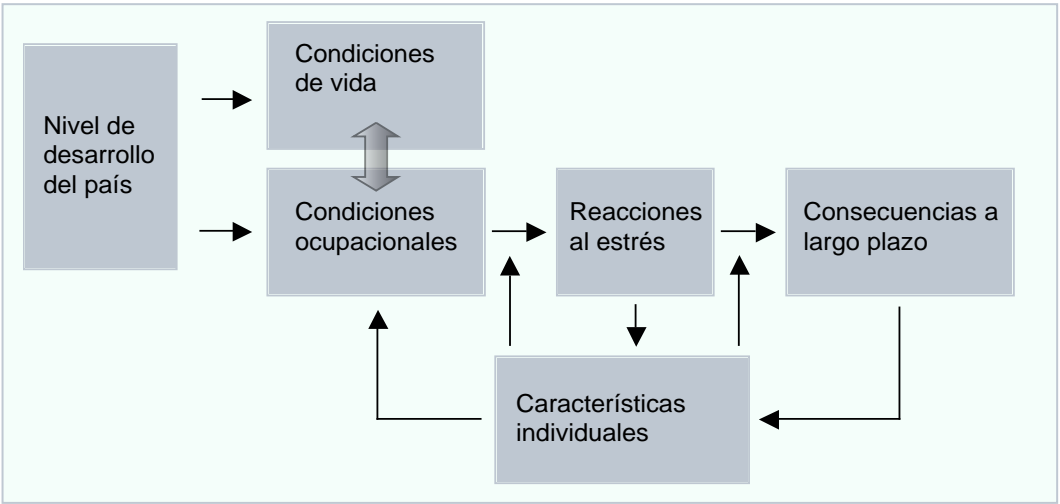 Nivel de
desarrollo
del país
Condiciones
de vida
Condiciones
ocupacionales
Reacciones
al estrés
Consecuencias a
largo plazo
Características
individuales